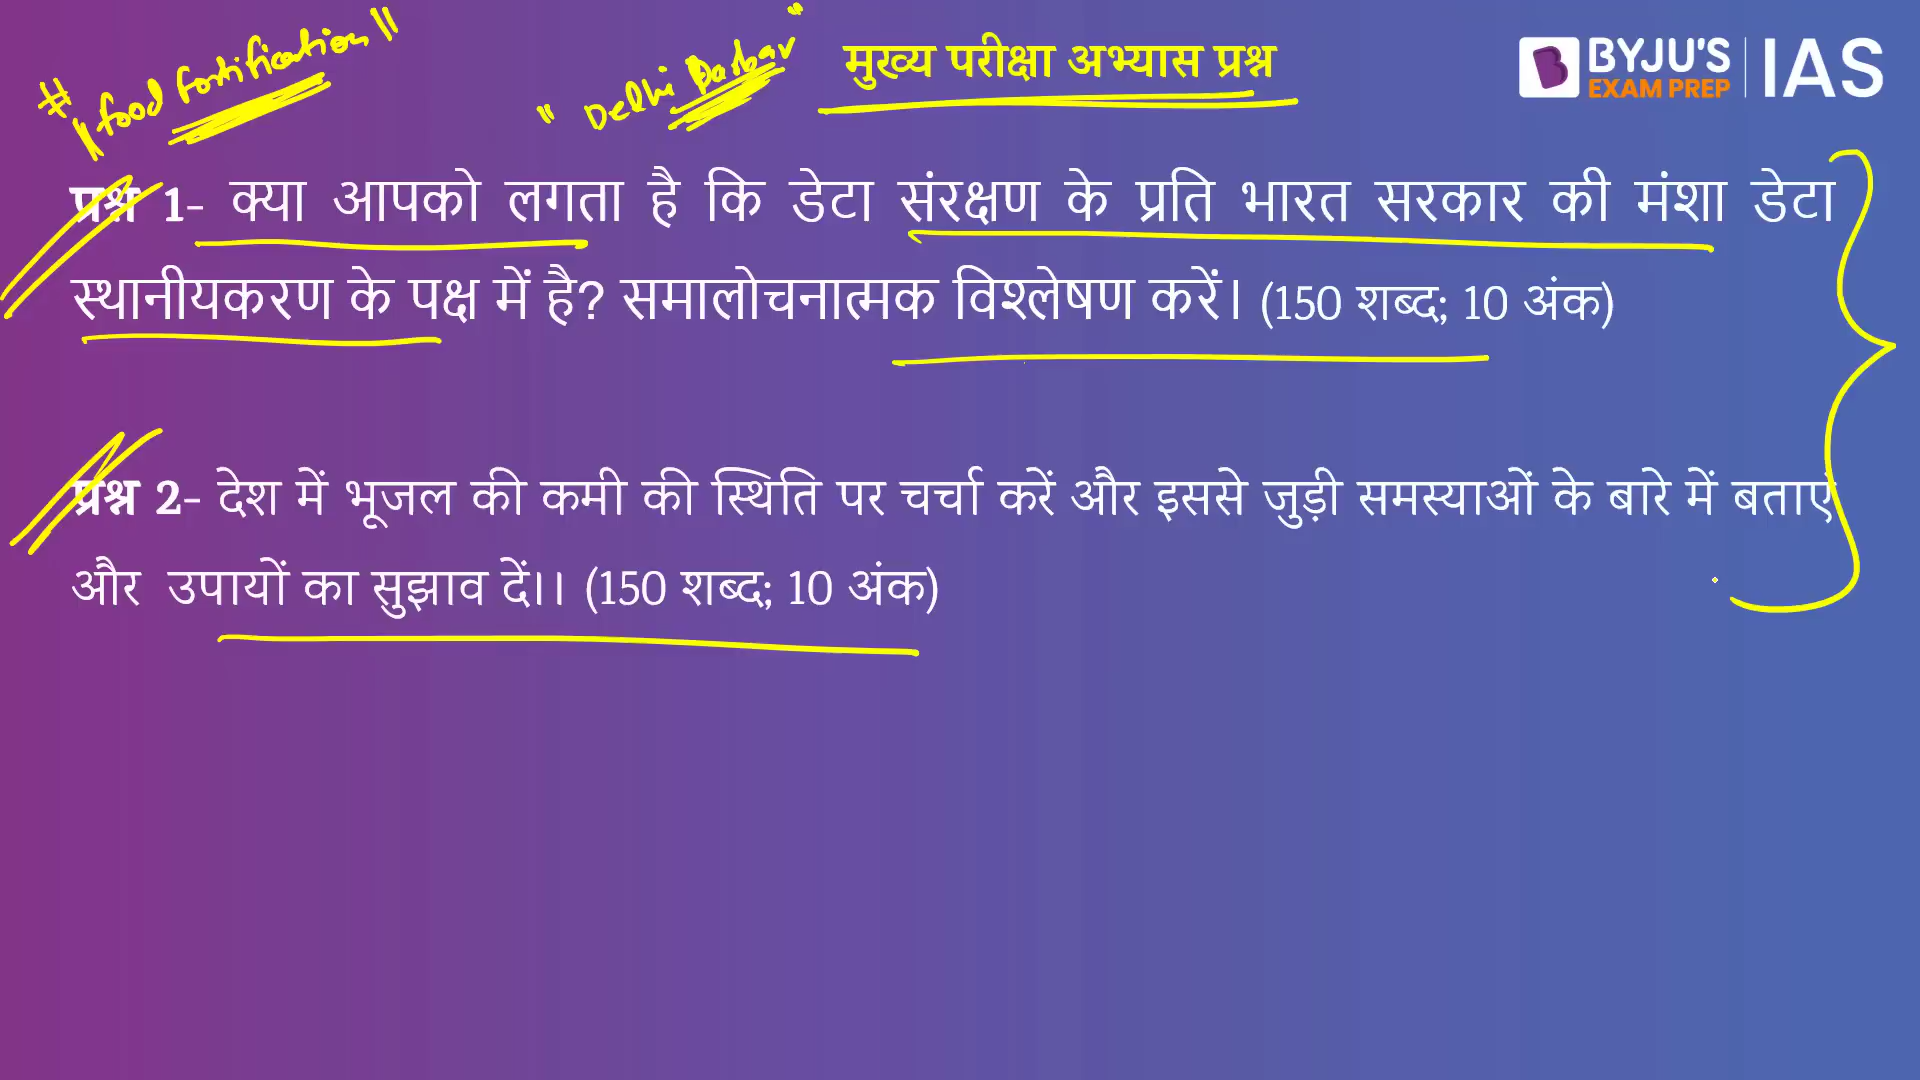 # "food fortification"
"Delhi Darbar"
मुख्य परीक्षा अभ्यास प्रश्न
BYJU'S
EXAM PREP
IAS
प्रश्न 1- क्या आपको लगता है कि डेटा संरक्षण के प्रति भारत सरकार की मंशा डेटा
स्थानीयकरण के पक्ष में है? समालोचनात्मक विश्लेषण करें। (150 शब्द; 10 अंक)
प्रश्न 2- देश में भूजल की कमी की स्थिति पर चर्चा करें और इससे जुड़ी समस्याओं के बारे में बताएं
और उपायों का सुझाव दें।। (150 शब्द; 10 अंक)